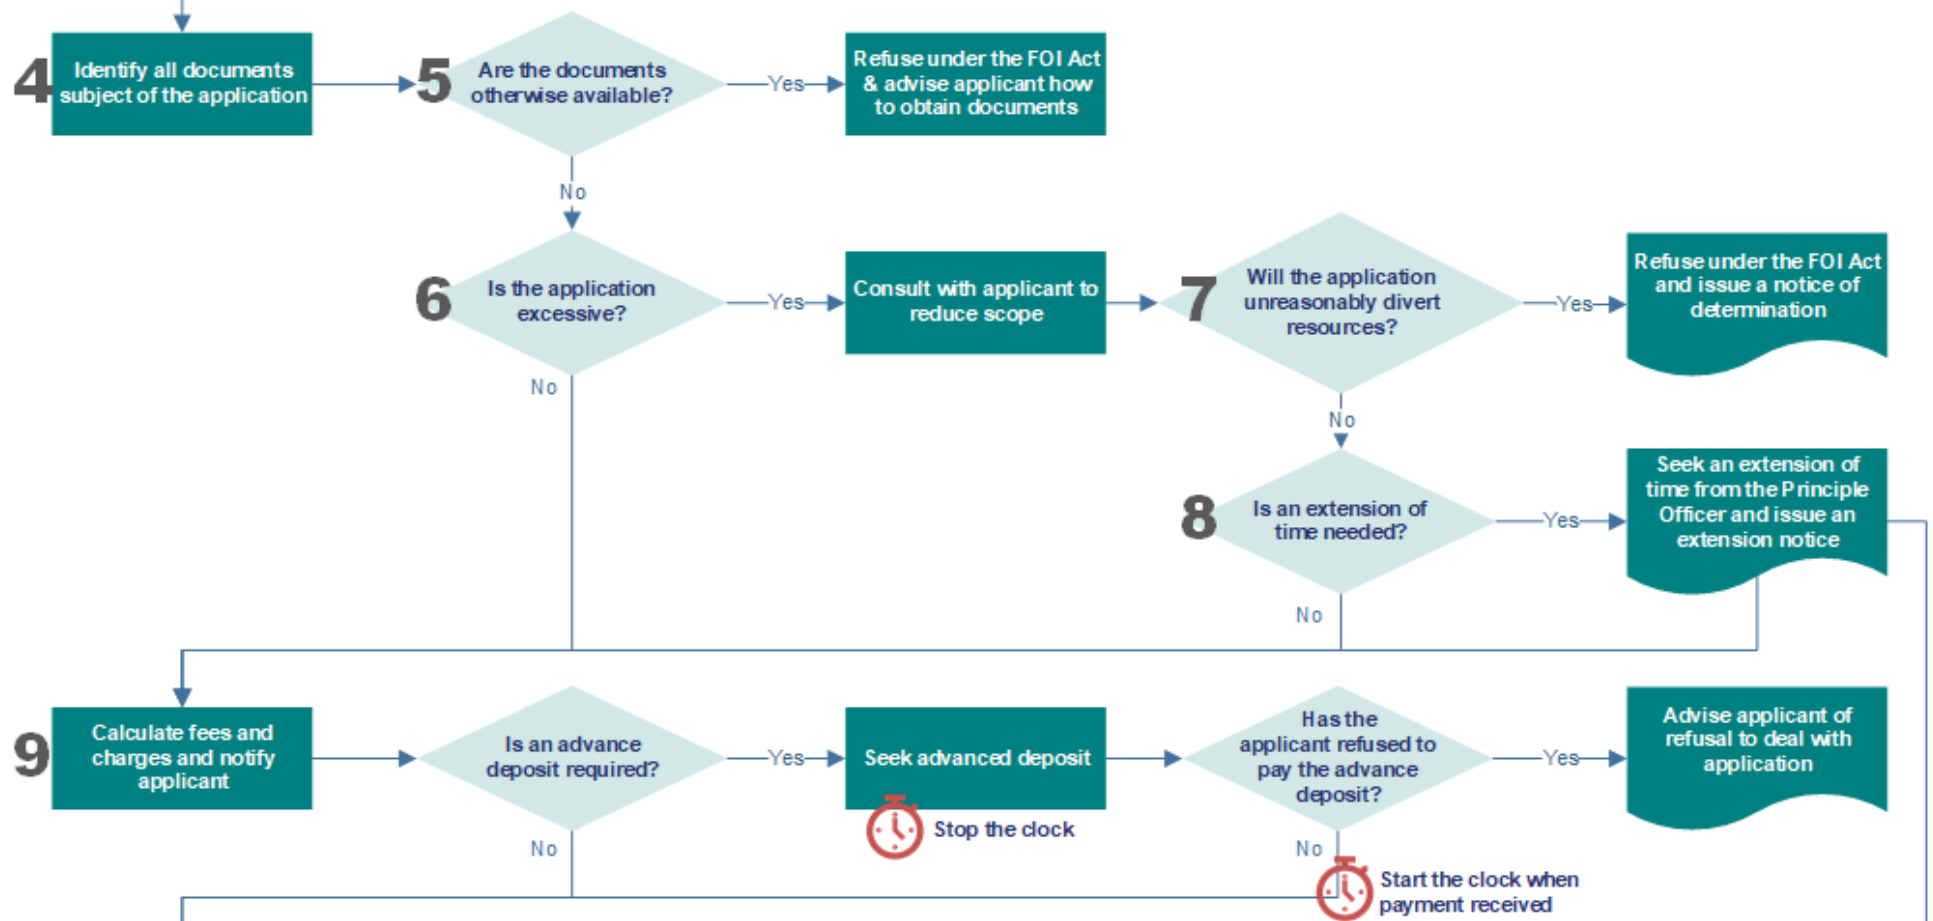 4
Identify all documents
subject of the application
5
Are the documents
otherwise available?
Yes
Refuse under the FOI Act
& advise applicant how
to obtain documents
No
6
Is the application
excessive?
Yes
Consult with applicant to
reduce scope
7
Will the application
unreasonably divert
resources?
Yes
Refuse under the FOI Act
and issue a notice of
determination
No
No
8
Is an extension of
time needed?
Yes
Seek an extension of
time from the Principle
Officer and issue an
extension notice
No
9
Calculate fees and
charges and notify
applicant
Is an advance
deposit required?
Yes
Seek advanced deposit
Stop the clock
Has the
applicant refused to
pay the advance
deposit?
Yes
Advise applicant of
refusal to deal with
application
No
No
Start the clock when
payment received